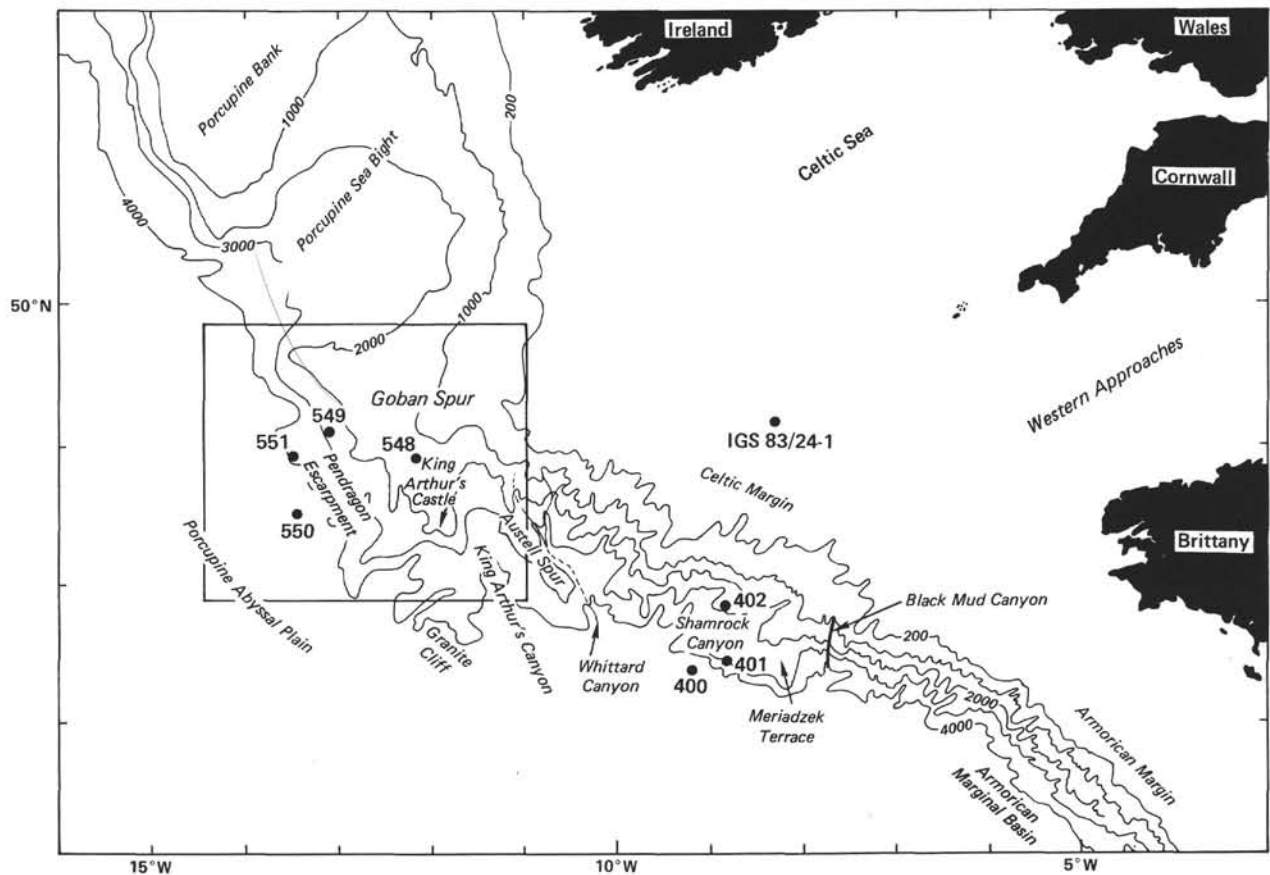 Ireland
Wales
Porcupine Bank
1000
200
Porcupine Sea Bight
Celtic Sea
Cornwall
4000
3000
50°N
1000
2000
Western Approaches
Goban Spur
549
551
548
IGS 83/24-1
King
Arthur's
Castle
Pendragon
Escarpment
Celtic Margin
550
Brittany
Austell Spur
Porcupine Abyssal Plain
King Arthur's Canyon
402
Black Mud Canyon
Shamrock
Canyon
200
Granite
Cliff
401
400
Whittard
Canyon
2000
Meriadzek
Terrace
4000
Armorican Margin
Armorican
Marginal Basin
15°W
10°W
5°W